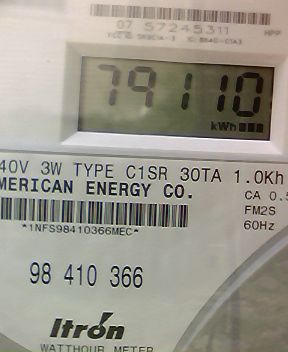 07 57245311
HPP
79110
kWh
40V 3W TYPE C1SR 30TA 1.0Kh
MERICAN ENERGY CO.
CA 0.5
*1NFS98410366MEC*
FM2S
60Hz
98 410 366
Itron
WATTHOUR METER